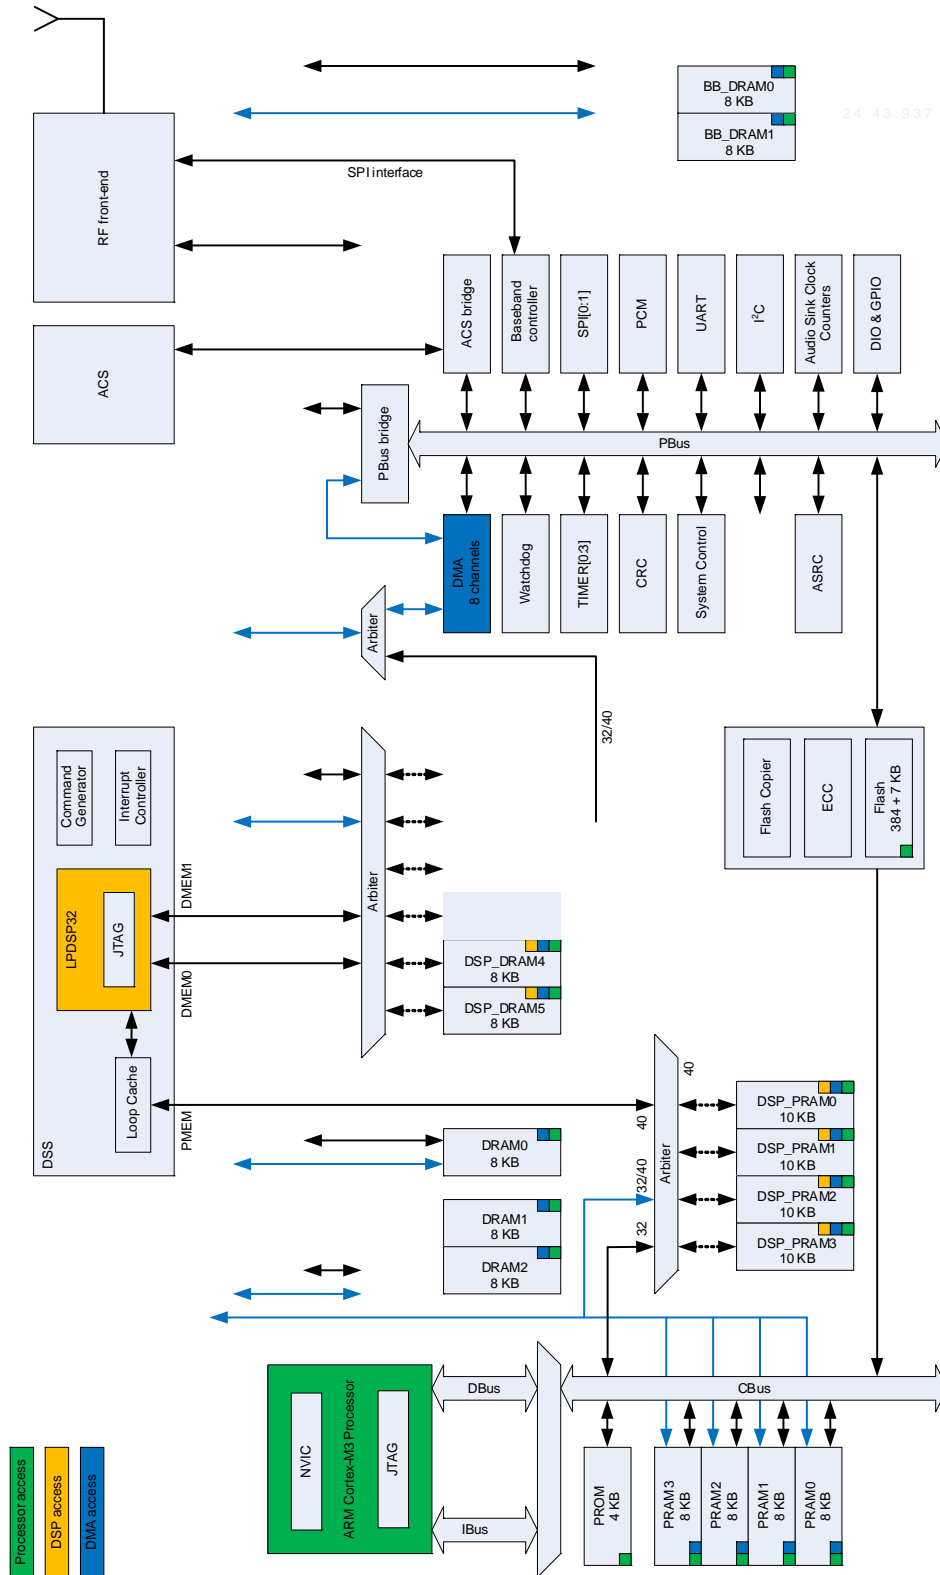 BB_DRAM0
8 KB
BB_DRAM1
8 KB
24 43.937
SPI interface
RF front-end
ACS
ACS bridge
Baseband
controller
SPI[0:1]
PCM
UART
I²C
Audio Sink Clock
Counters
DIO & GPIO
PBus bridge
PBus
DMA
8 channels
Watchdog
TIMER[0:3]
CRC
System Control
ASRC
Arbiter
32/40
Command
Generator
Interrupt
Controller
LPDSP32
JTAG
DMEM1
DMEM0
Loop Cache
PMEM
DSS
Arbiter
DSP_DRAM4
8 KB
DSP_DRAM5
8 KB
Flash Copier
ECC
Flash
384 + 7 KB
40
40
32/40
32
Arbiter
DSP_PRAM0
10 KB
DSP_PRAM1
10 KB
DSP_PRAM2
10 KB
DSP_PRAM3
10 KB
DRAM0
8 KB
DRAM1
8 KB
DRAM2
8 KB
NVIC
ARM Cortex-M3 Processor
JTAG
DBus
IBus
CBus
PROM
4 KB
PRAM3
8 KB
PRAM2
8 KB
PRAM1
8 KB
PRAM0
8 KB
Processor access
DSP access
DMA access